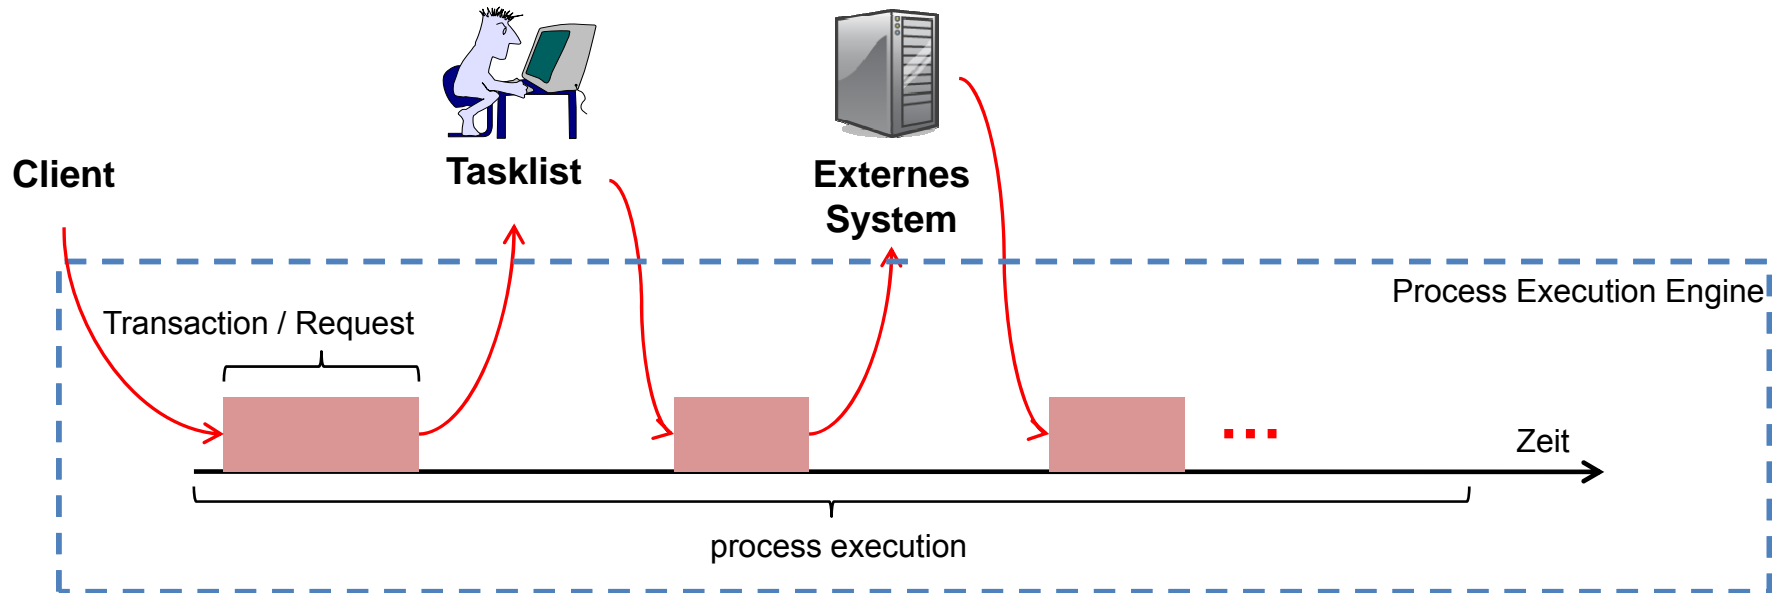 Client
Tasklist
Externes
System
Process Execution Engine
Transaction / Request
...
Zeit
process execution